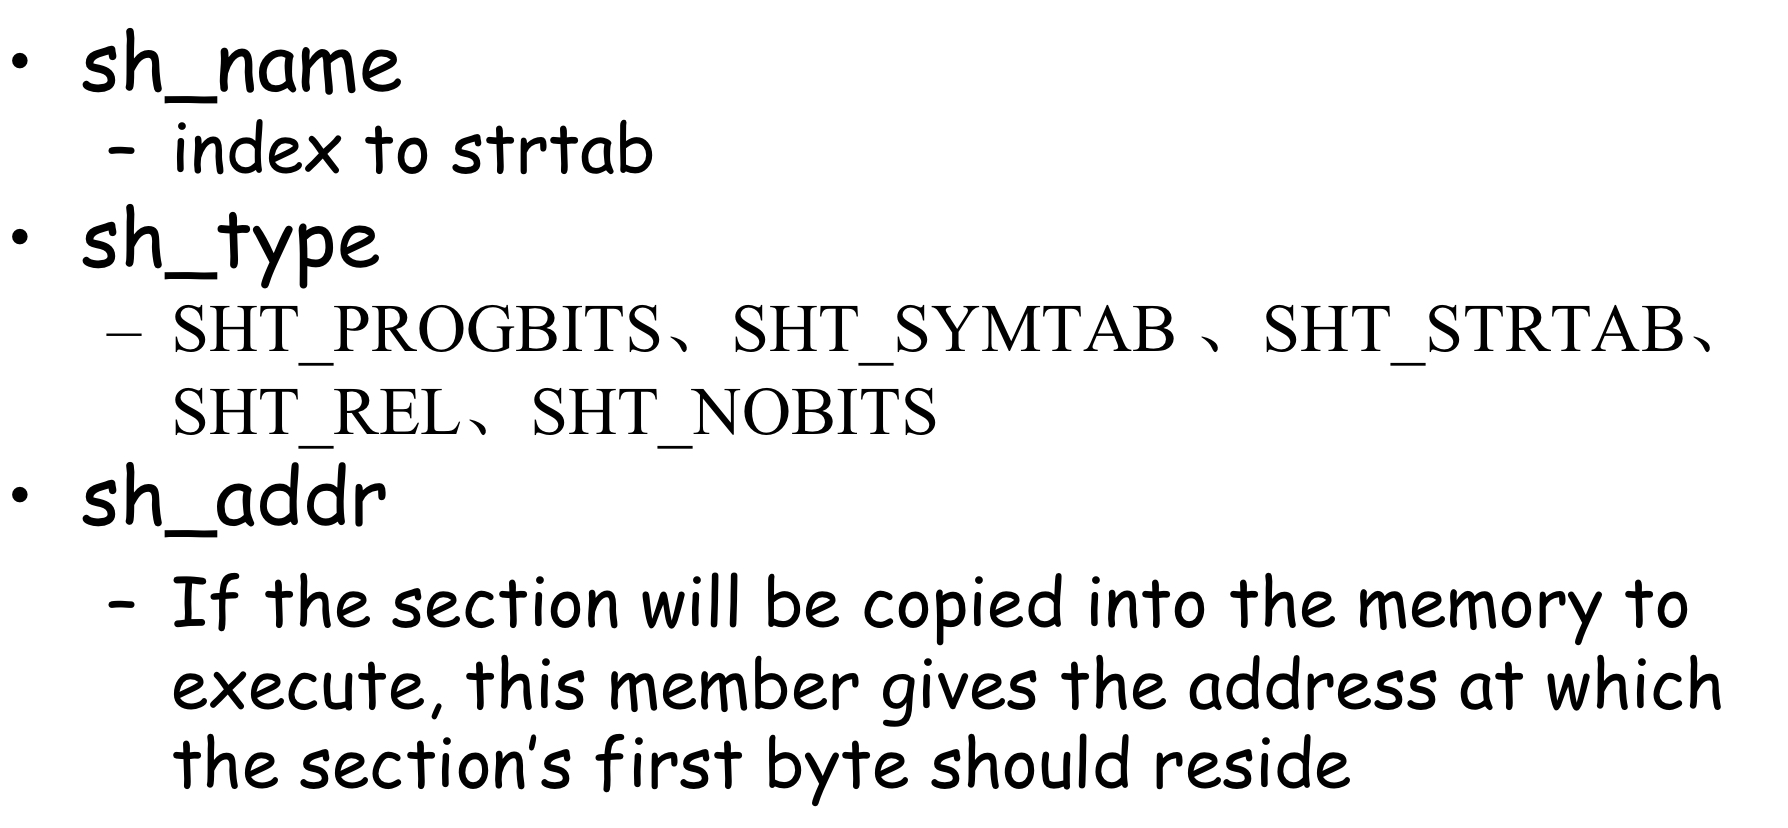 • sh_name
– index to strtab
• sh_type
– SHT_PROGBITS、SHT_SYMTAB 、SHT_STRTAB、
SHT_REL、SHT_NOBITS
• sh_addr
– If the section will be copied into the memory to
execute, this member gives the address at which
the section’s first byte should reside